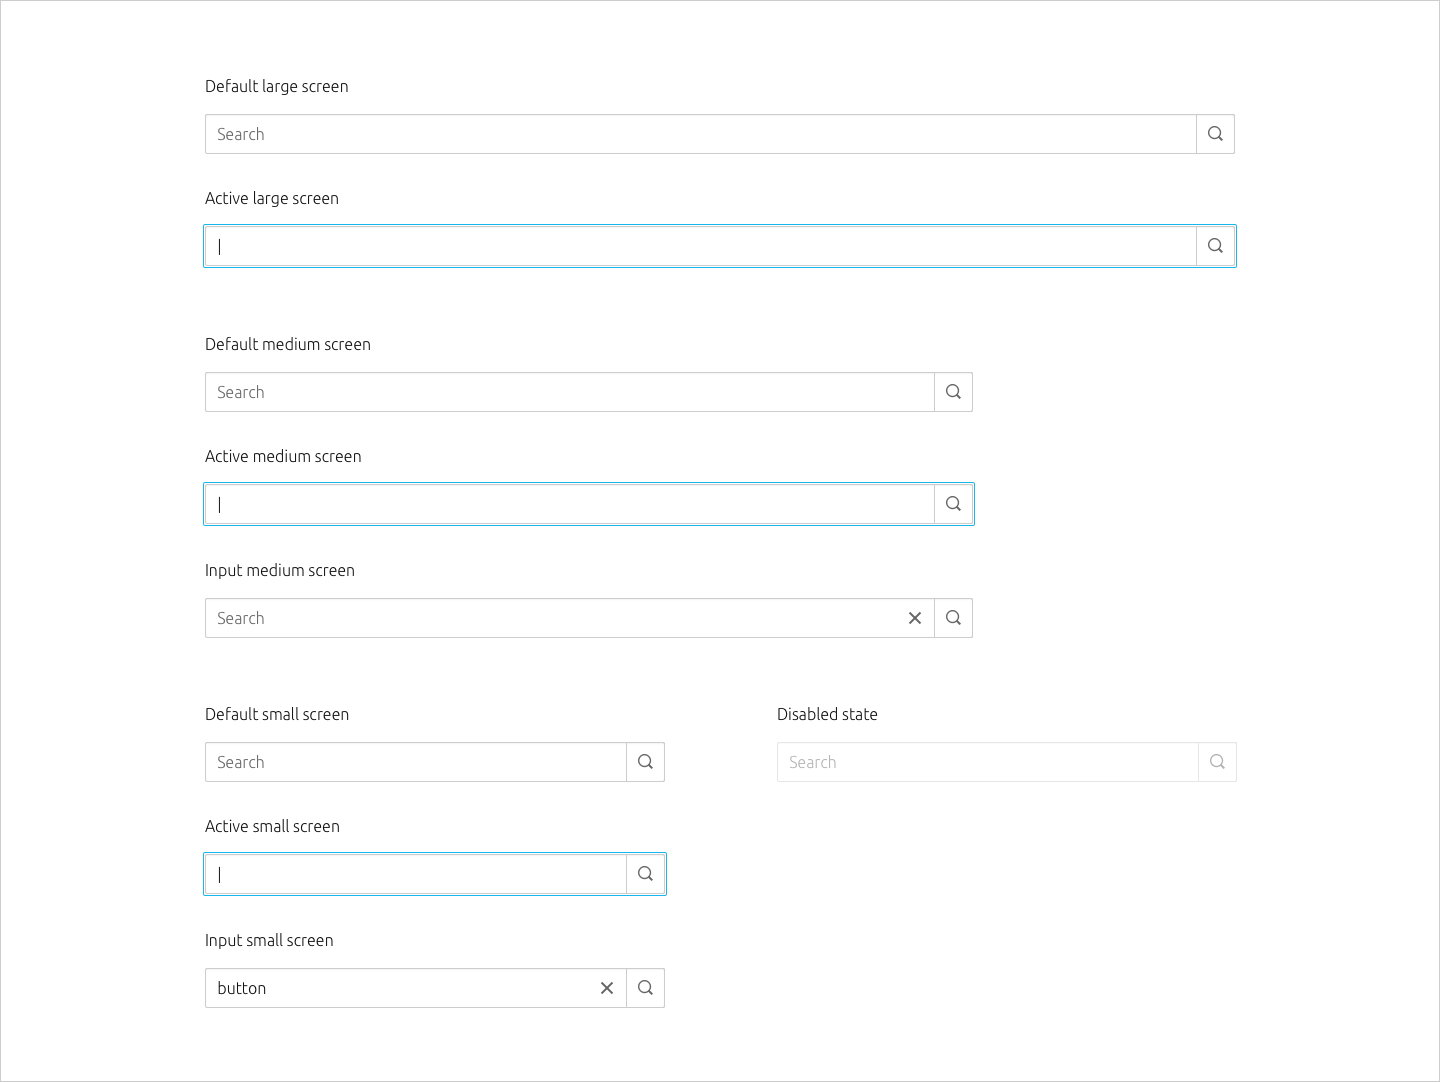 Default large screen
Search
Active large screen
Default medium screen
Search
Active medium screen
Input medium screen
Search
Default small screen
Search
Disabled state
Search
Active small screen
Input small screen
button